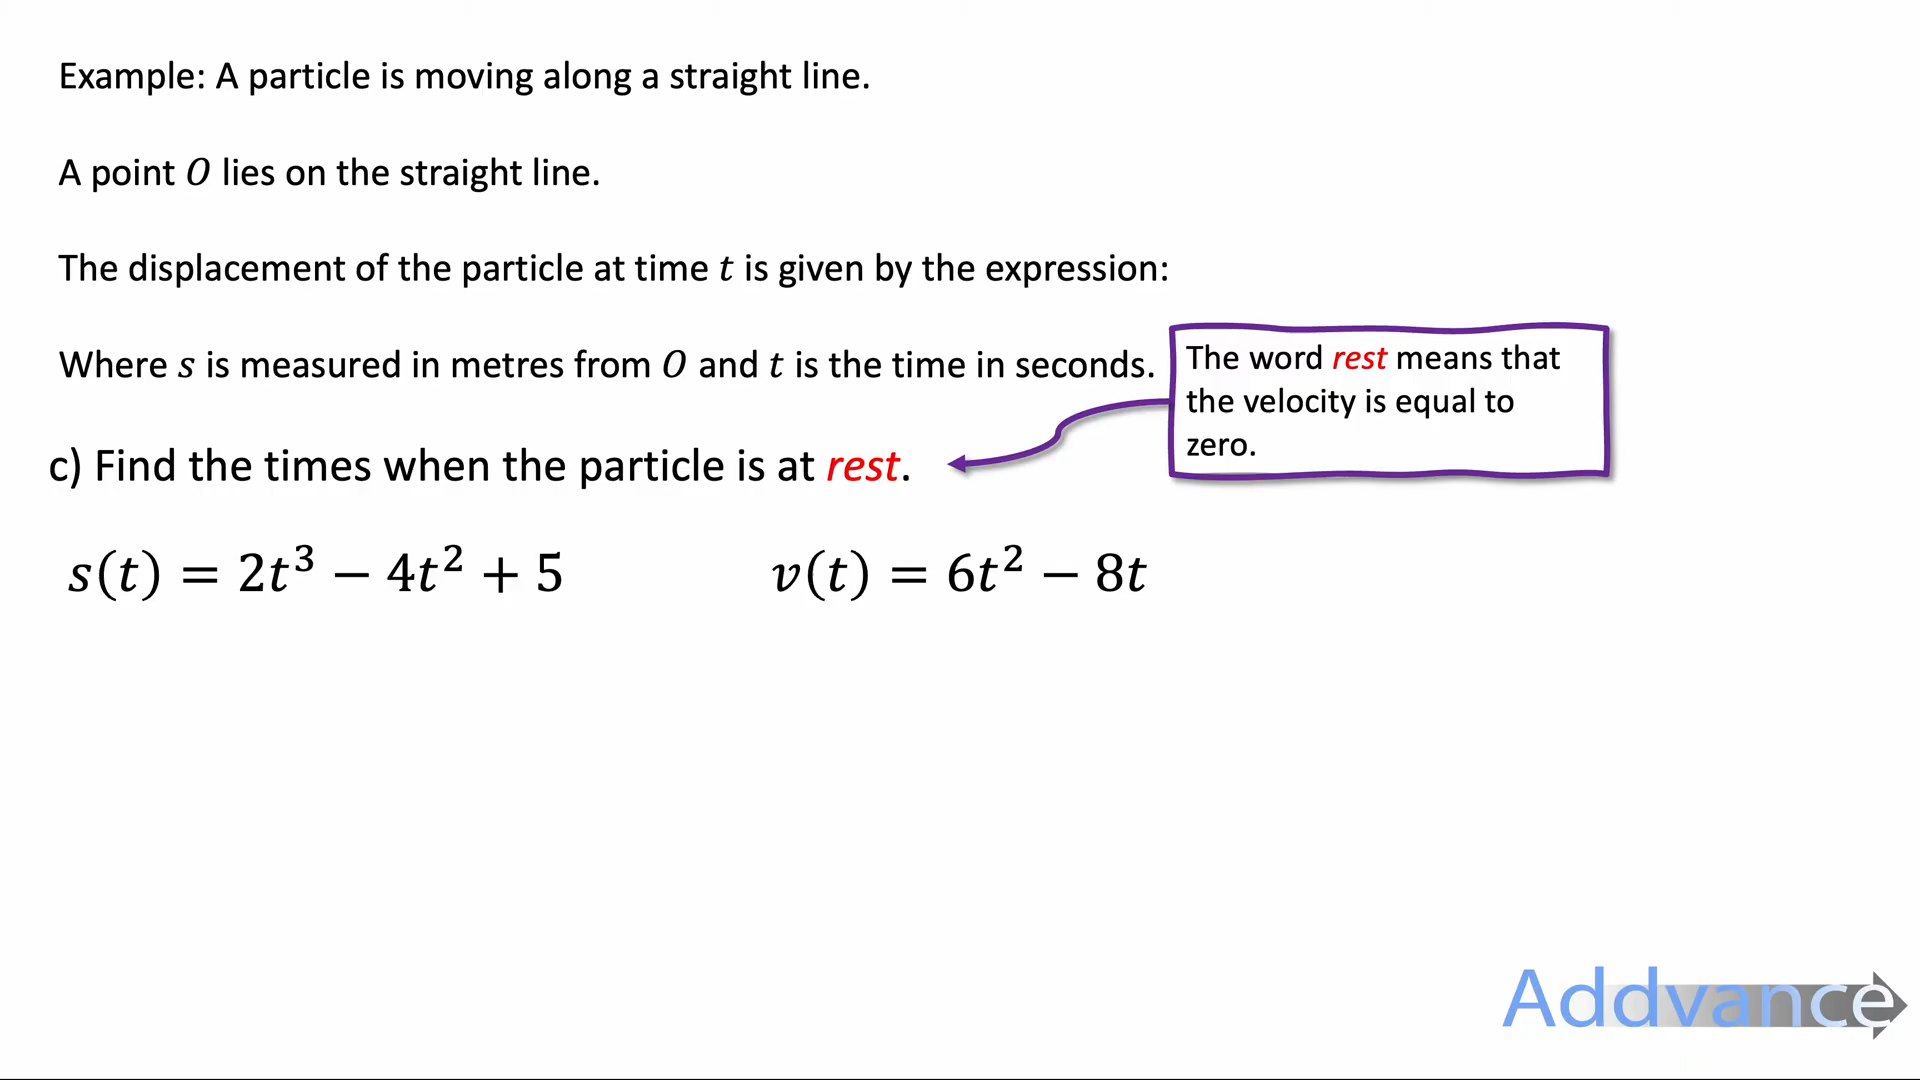 Example: A particle is moving along a straight line.
A point O lies on the straight line.
The displacement of the particle at time t is given by the expression:
Where s is measured in metres from O and t is the time in seconds.
The word rest means that
the velocity is equal to
zero.
c) Find the times when the particle is at rest.
s(t) = 2t³ − 4t² + 5
v(t) = 6t² − 8t
Addvance